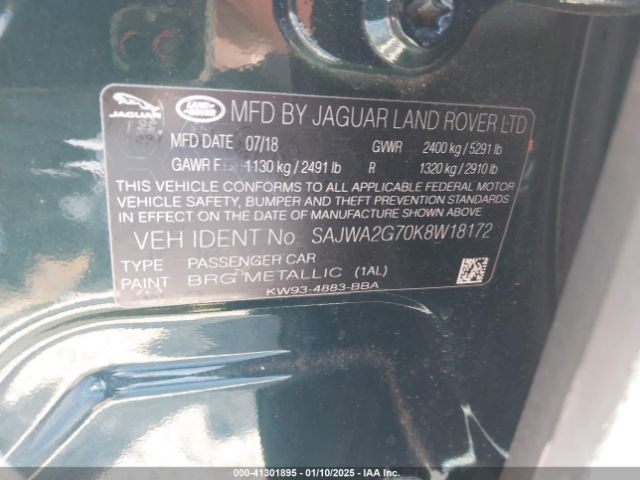 JAGUAR LAND ROVER MFD BY JAGUAR LAND ROVER LTD
MFD DATE 07/18 GVWR 2400 kg / 5291 lb
GAWR F 1130 kg / 2491 lb R 1320 kg / 2910 lb
THIS VEHICLE CONFORMS TO ALL APPLICABLE FEDERAL MOTOR
VEHICLE SAFETY, BUMPER AND THEFT PREVENTION STANDARDS
IN EFFECT ON THE DATE OF MANUFACTURE SHOWN ABOVE
VEH IDENT No. SAJWA2G70K8W18172
TYPE PASSENGER CAR
PAINT BRG METALLIC (1AL)
KW93-4883-BBA
000-41301895 - 01/10/2025 - IAA Inc.